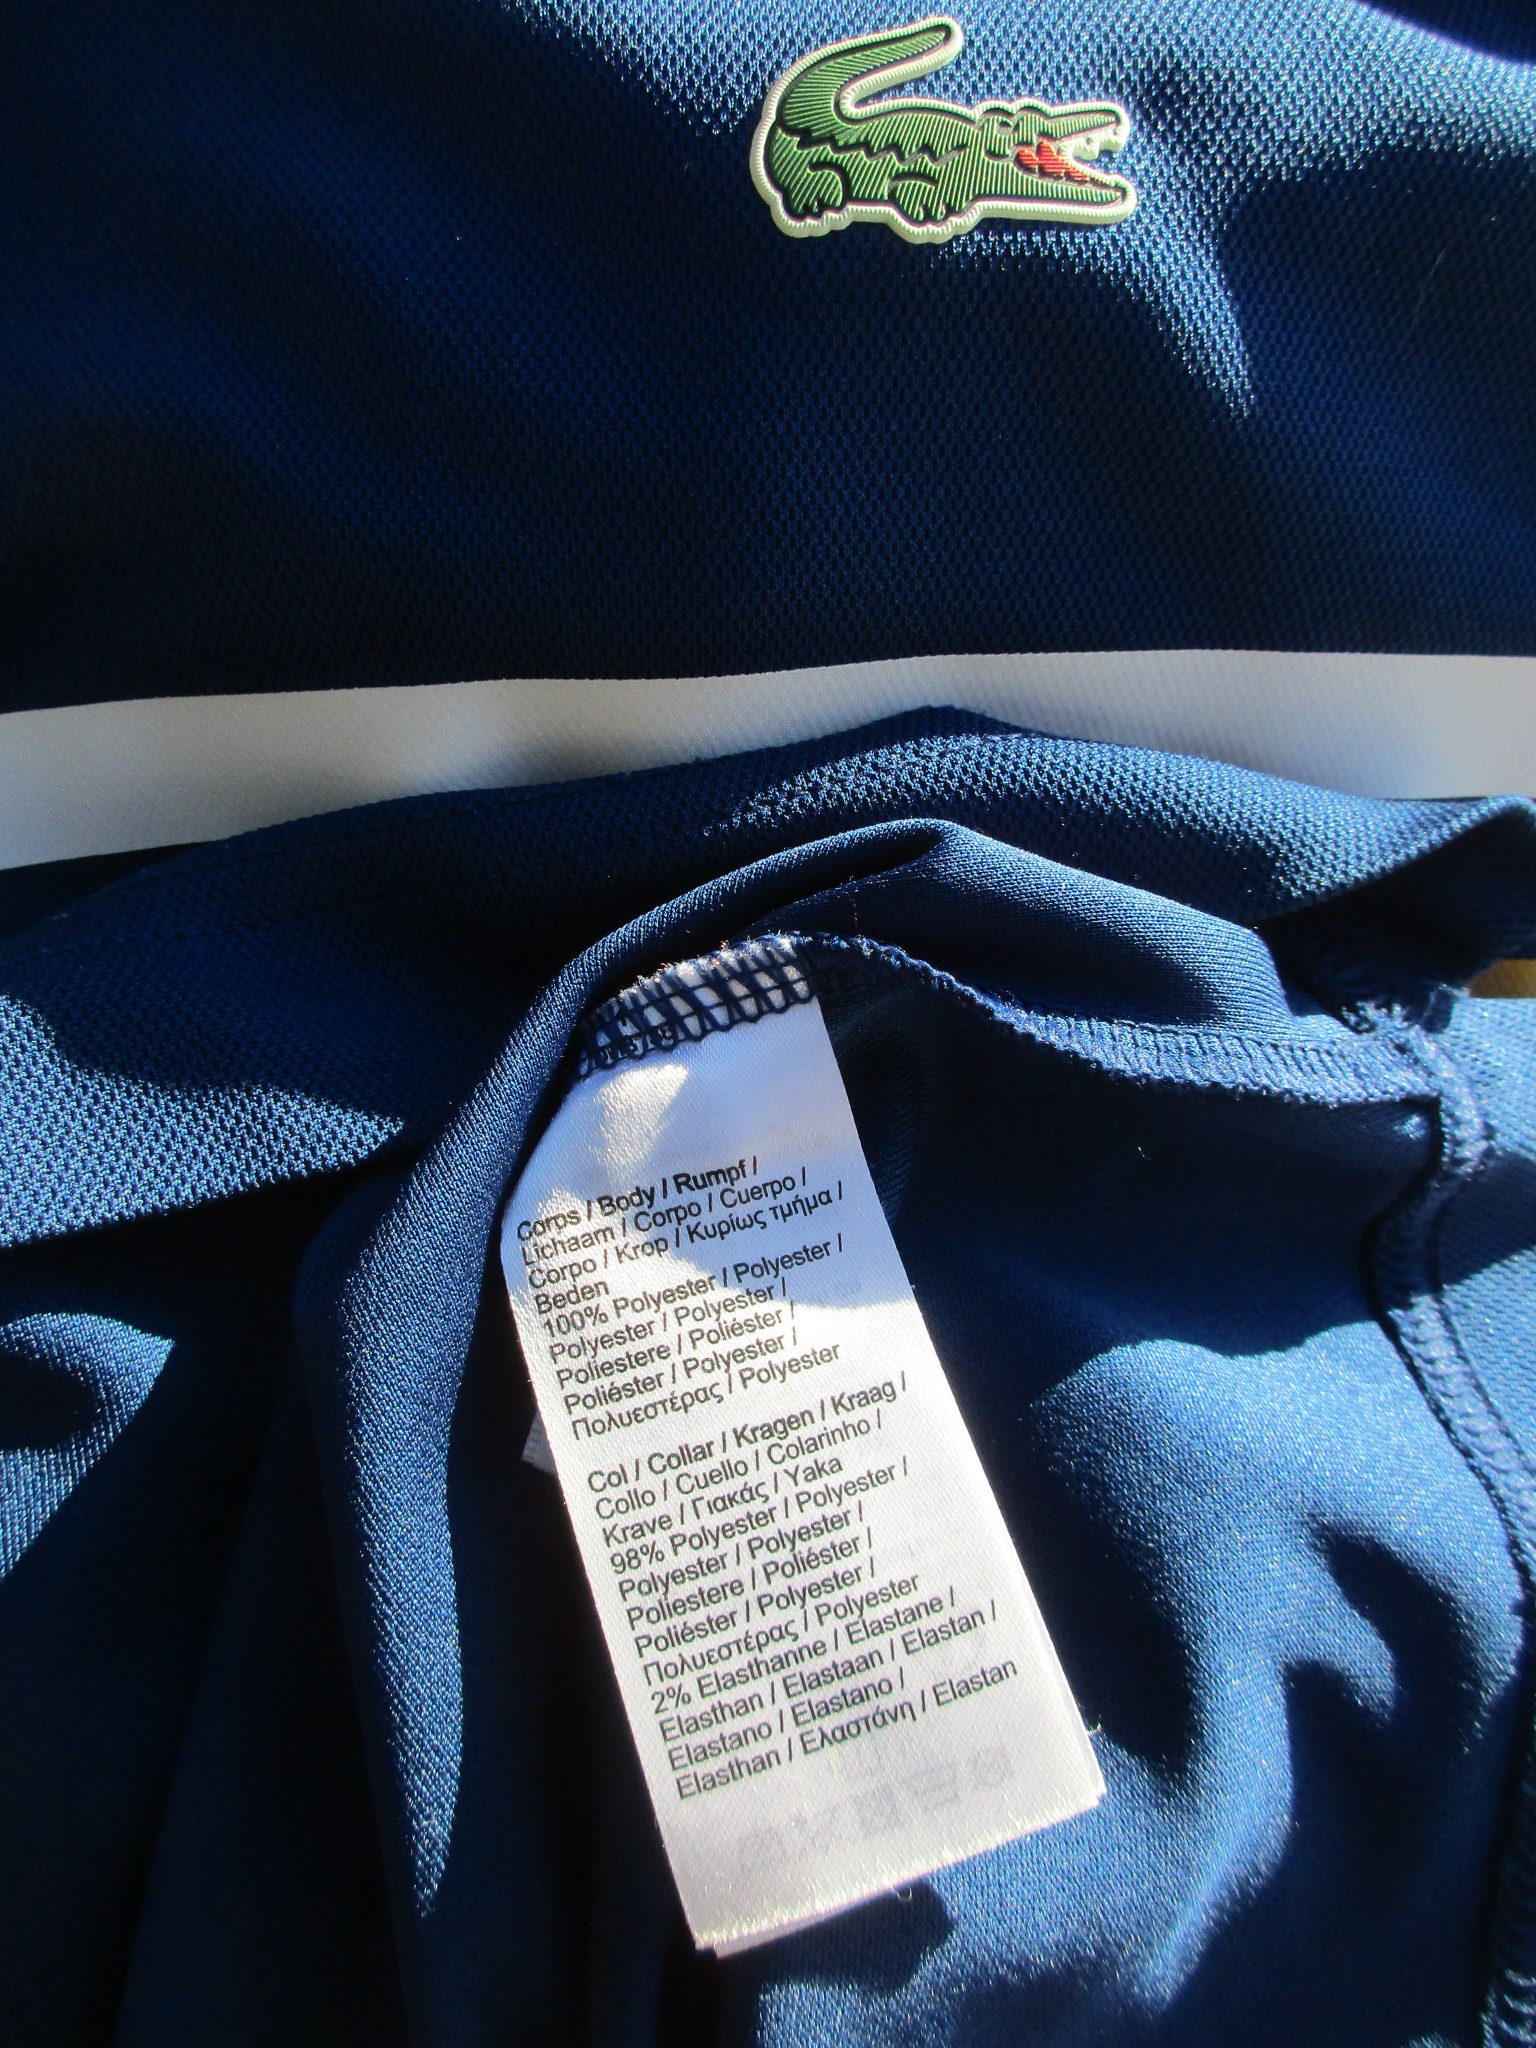 Corps / Body / Rumpf /
Lichaam / Corpo / Cuerpo /
Corpo / Krop / Κυρίως τμήμα /
Beden
100% Polyester / Polyester /
Polyester / Polyester /
Poliestere / Poliéster /
Poliéster / Polyester /
Πολυεστέρας / Polyester
Col / Collar / Kragen / Kraag /
Collo / Cuello / Colarinho /
Krave / Γιακάς / Yaka
98% Polyester / Polyester /
Polyester / Polyester /
Poliestere / Poliéster /
Poliéster / Polyester /
Πολυεστέρας / Polyester
2% Elasthanne / Elastane /
Elasthan / Elastaan / Elastan /
Elastano / Elastano /
Elasthan / Ελαστάνη / Elastan